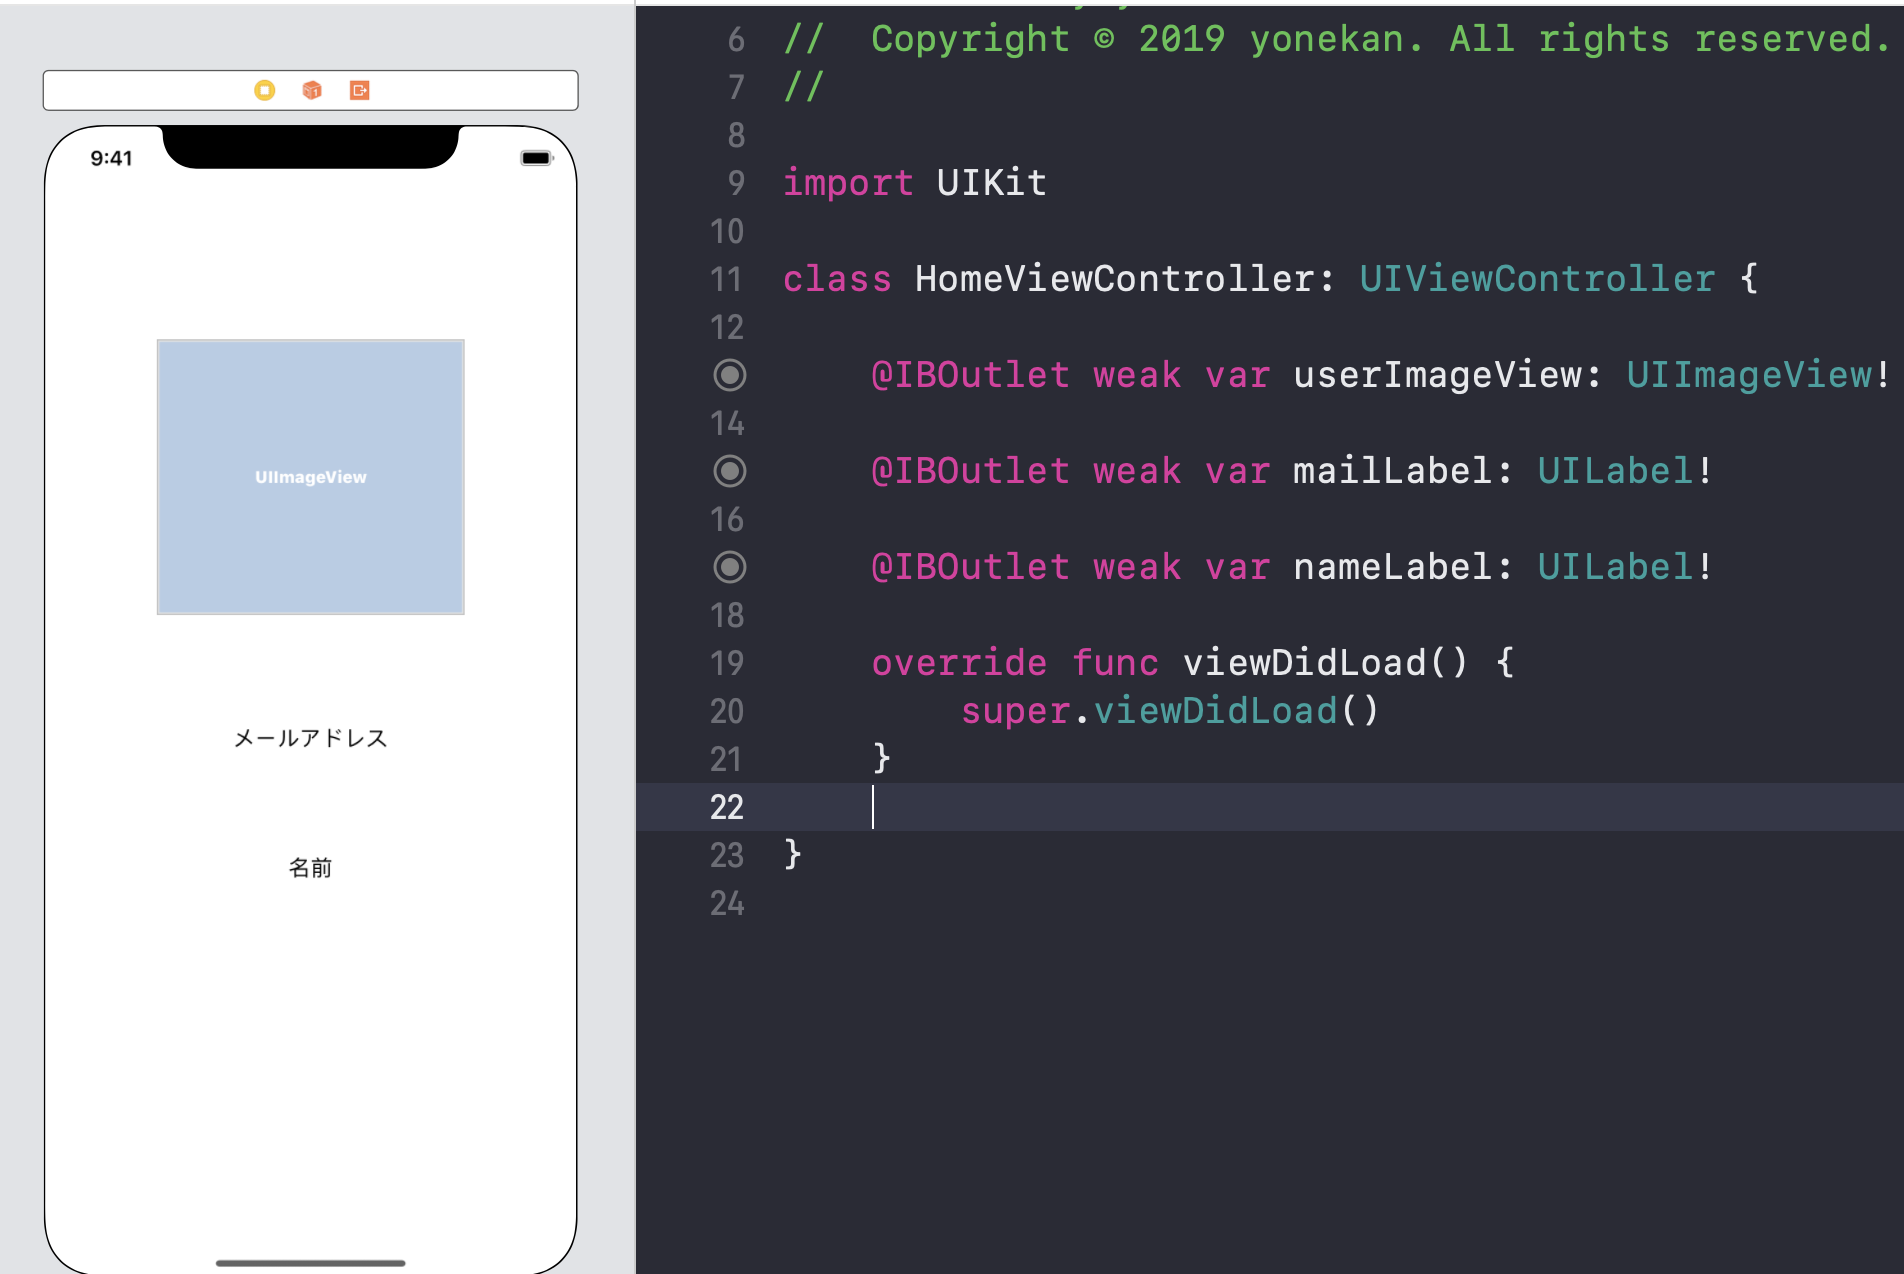 9:41
UIImageView
メールアドレス
名前
6 //  Copyright © 2019 yonekan. All rights reserved.
7 //
8
9 import UIKit
10
11 class HomeViewController: UIViewController {
12
@IBOutlet weak var userImageView: UIImageView!
14
@IBOutlet weak var mailLabel: UILabel!
16
@IBOutlet weak var nameLabel: UILabel!
18
19 override func viewDidLoad() {
20 super.viewDidLoad()
21 }
22
23 }
24